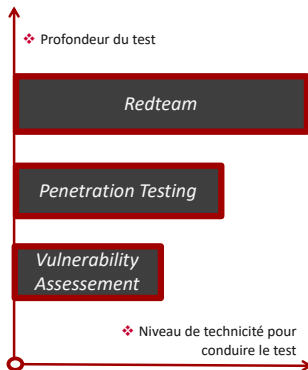 ❖ Profondeur du test
Redteam
Penetration Testing
Vulnerability
Assessement
❖ Niveau de technicité pour
conduire le test